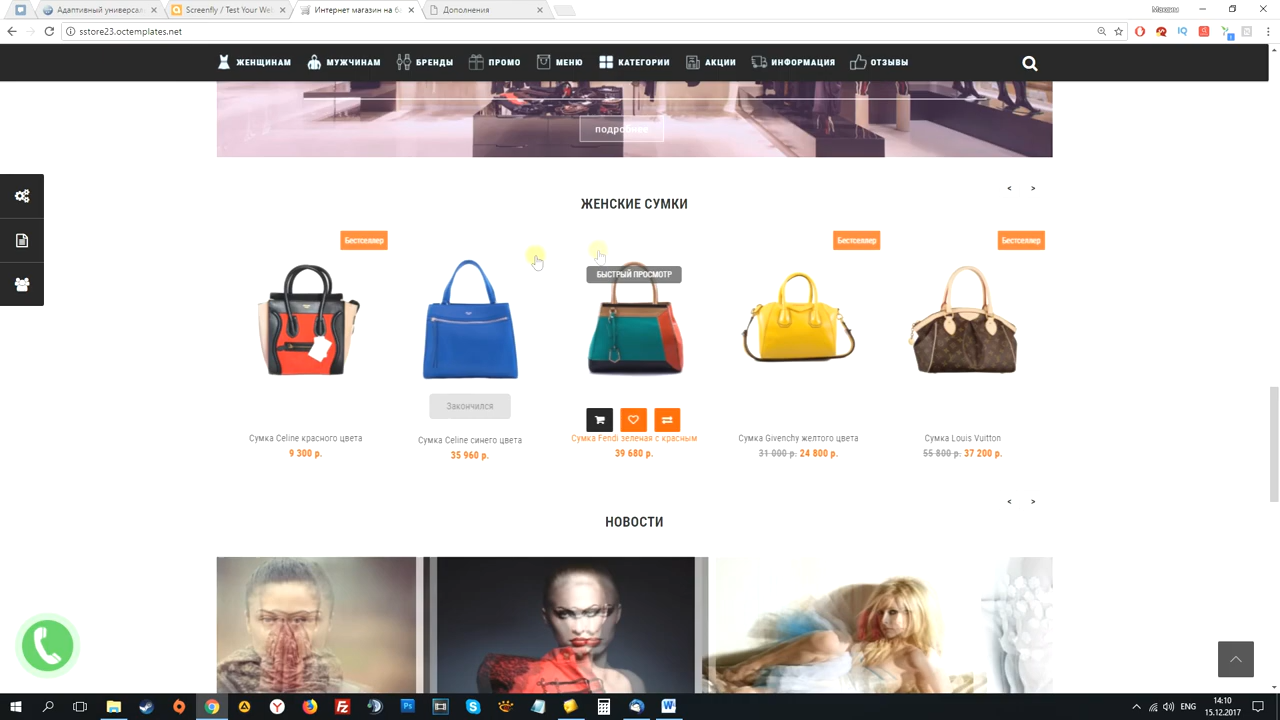 Адаптивный универсал
Screenfly / Test Your Wel
Интернет магазин на бо
Дополнения
sstore23.octemplates.net
IQ
ЖЕНЩИНАМ
МУЖЧИНАМ
БРЕНДЫ
ПРОМО
МЕНЮ
КАТЕГОРИИ
АКЦИИ
ИНФОРМАЦИЯ
ОТЗЫВЫ
подробнее
< >
ЖЕНСКИЕ СУМКИ
Бестселлер
Бестселлер
Бестселлер
БЫСТРЫЙ ПРОСМОТР
Закончился
Сумка Celine красного цвета
9 300 р.
Сумка Celine синего цвета
35 960 р.
Сумка Fendi зеленая с красным
39 680 р.
Сумка Givenchy желтого цвета
31 000 р. 24 800 р.
Сумка Louis Vuitton
55 800 р. 37 200 р.
< >
НОВОСТИ
ENG
14:10
15.12.2017